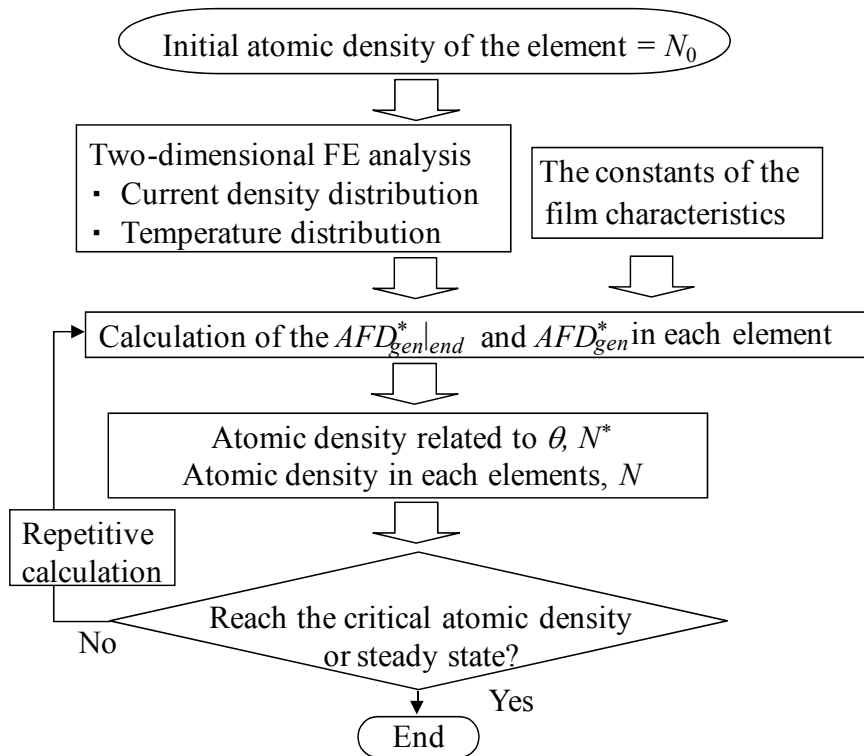 Initial atomic density of the element = N₀
Two-dimensional FE analysis
・ Current density distribution
・ Temperature distribution
The constants of the
film characteristics
Calculation of the AFD*gen|end and AFD*gen in each element
Atomic density related to θ, N*
Atomic density in each elements, N
Repetitive
calculation
Reach the critical atomic density
or steady state?
No
Yes
End